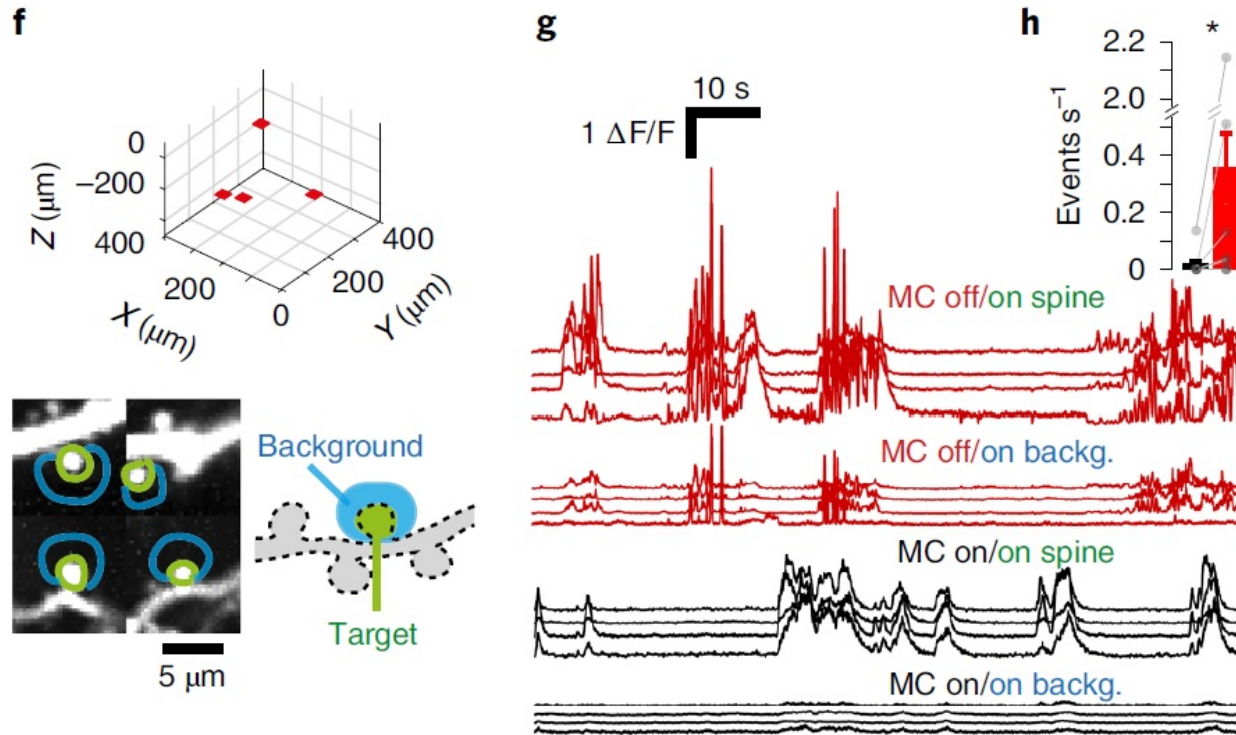 f
0
−200
400
Z (μm)
200
0
X (μm)
200
400
Y (μm)
Background
Target
5 μm
g
10 s
1 ΔF/F
MC off/on spine
MC off/on backg.
MC on/on spine
MC on/on backg.
h
*
2.2
2.0
0.4
0.2
0
Events s⁻¹